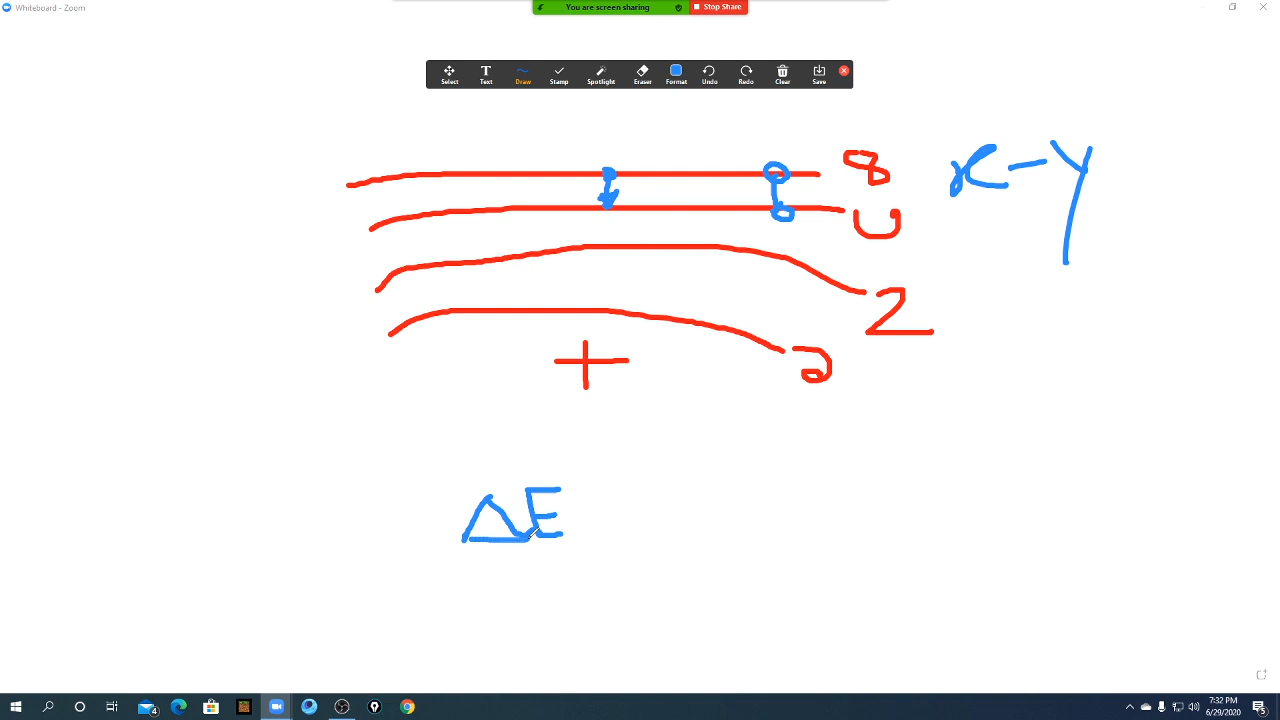 Whiteboard - Zoom
You are screen sharing
Stop Share
Select Text Draw Stamp Spotlight Eraser Format Undo Redo Clear Save
8
x-y
U
2
+
2
ΔE
4
7:32 PM
6/29/2020
5